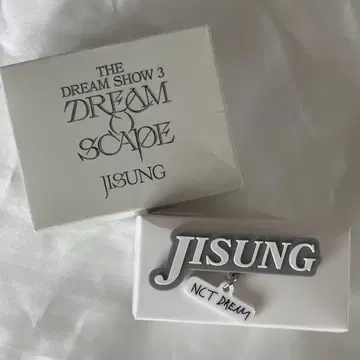 THE
DREAM SHOW 3
DREAM
( )
SCAPE
JISUNG
JISUNG
NCT DREAM